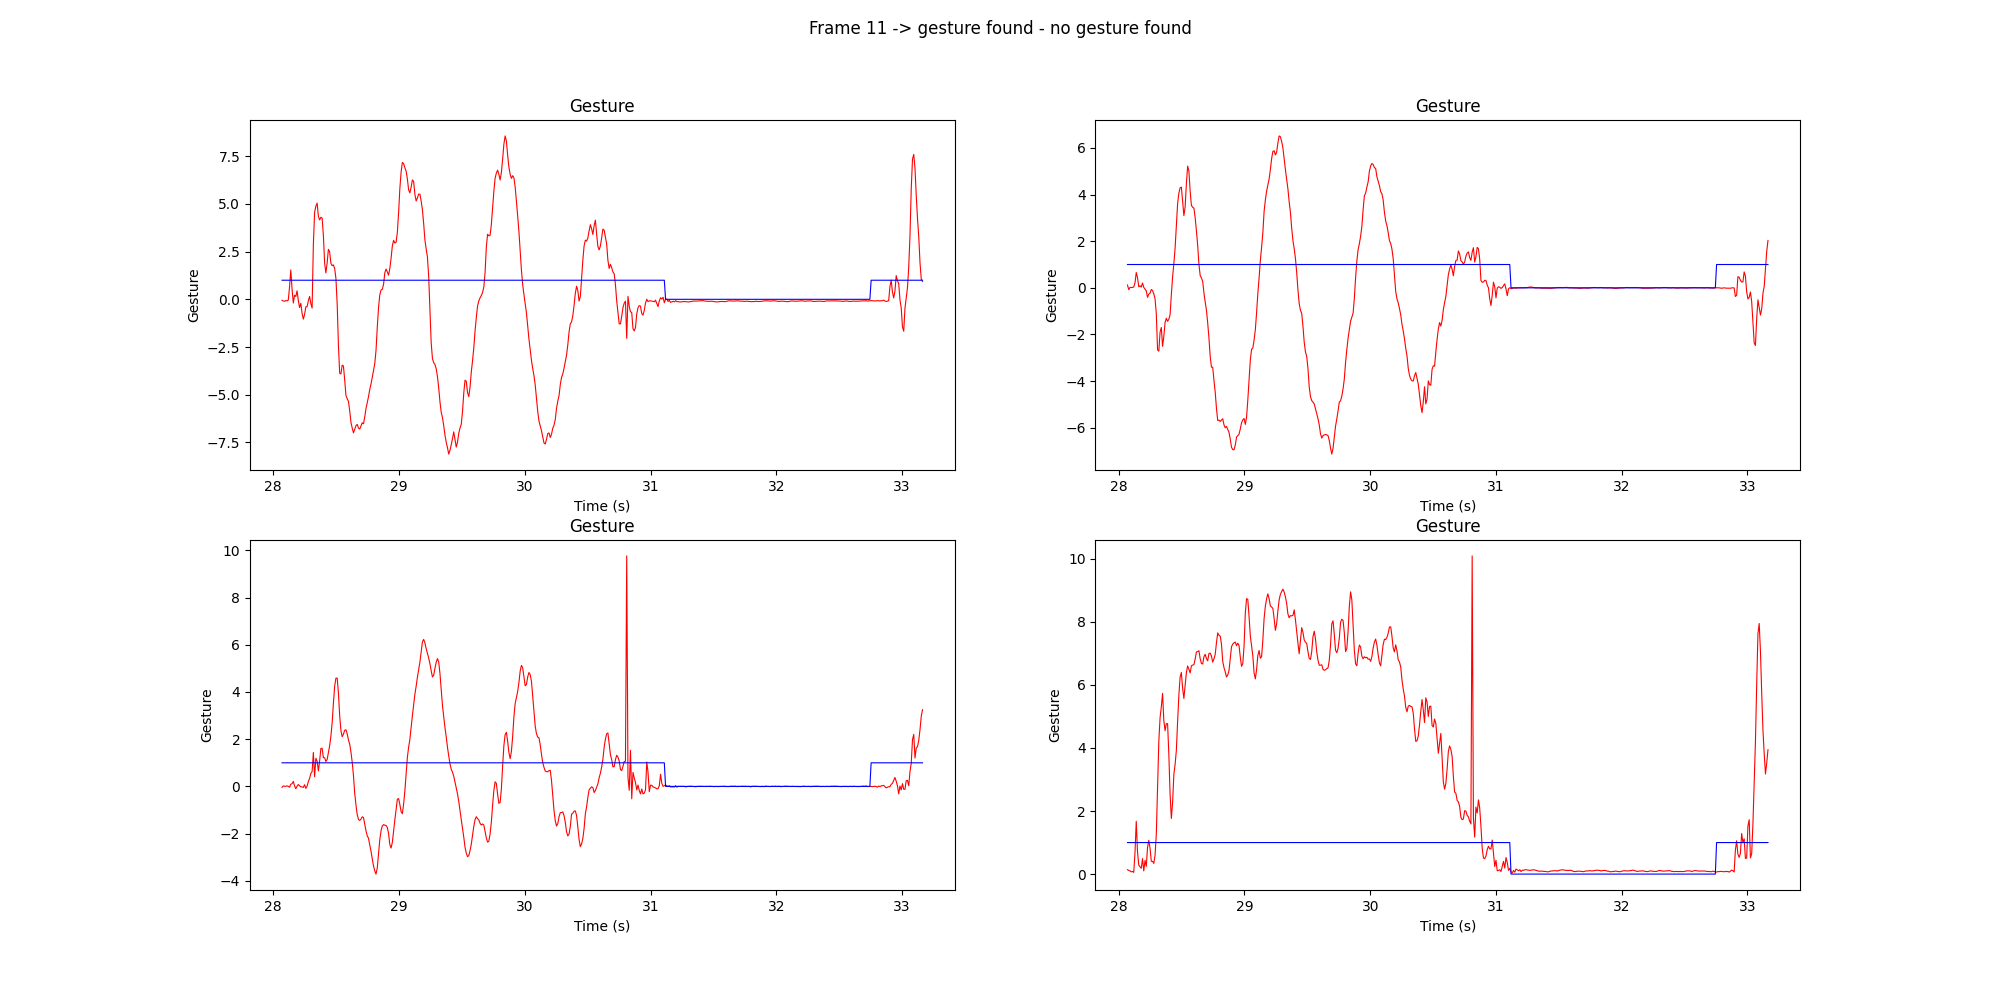 Frame 11 -> gesture found - no gesture found
Gesture
Gesture
7.5
5.0
2.5
0.0
−2.5
−5.0
−7.5
28 29 30 31 32 33
Time (s)
Gesture
Gesture
6
4
2
0
−2
−4
−6
28 29 30 31 32 33
Time (s)
Gesture
Gesture
10
8
6
4
2
0
−2
−4
28 29 30 31 32 33
Time (s)
Gesture
Gesture
10
8
6
4
2
0
28 29 30 31 32 33
Time (s)